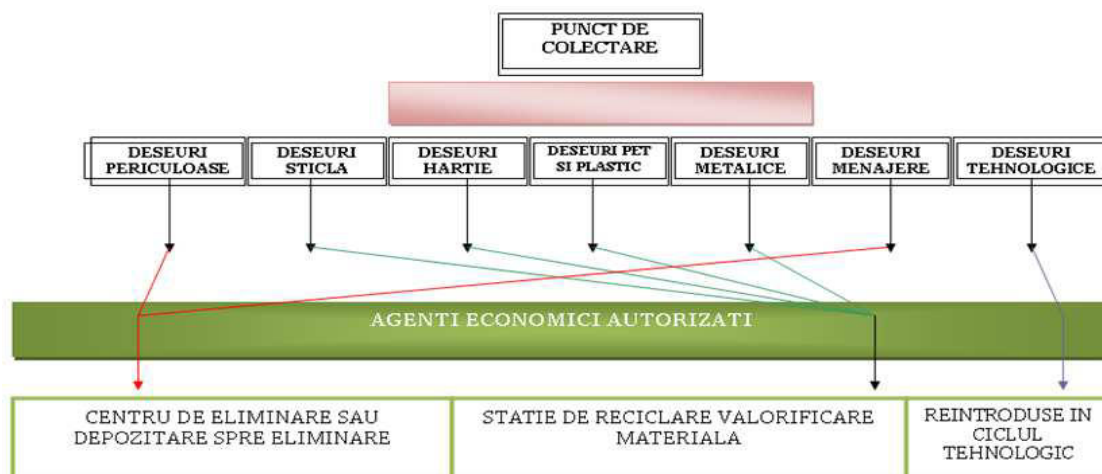 PUNCT DE
COLECTARE
DESEURI
PERICULOASE
DESEURI
STICLA
DESEURI
HARTIE
DESEURI PET
SI PLASTIC
DESEURI
METALICE
DESEURI
MENAJERE
DESEURI
TEHNOLOGICE
AGENTI ECONOMICI AUTORIZATI
CENTRU DE ELIMINARE SAU
DEPOZITARE SPRE ELIMINARE
STATIE DE RECICLARE VALORIFICARE
MATERIALA
REINTRODUSE IN
CICLUL
TEHNOLOGIC